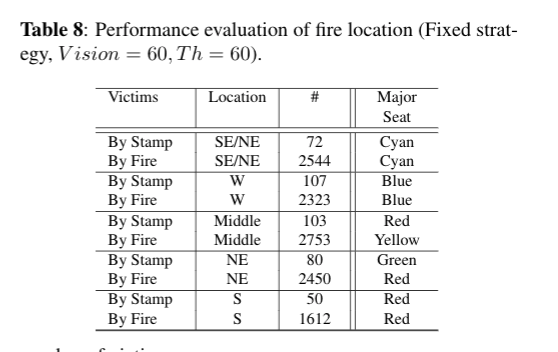 Table 8: Performance evaluation of fire location (Fixed strat-
egy, Vision = 60, Th = 60).
Victims Location # Major
Seat
By Stamp SE/NE 72 Cyan
By Fire SE/NE 2544 Cyan
By Stamp W 107 Blue
By Fire W 2323 Blue
By Stamp Middle 103 Red
By Fire Middle 2753 Yellow
By Stamp NE 80 Green
By Fire NE 2450 Red
By Stamp S 50 Red
By Fire S 1612 Red